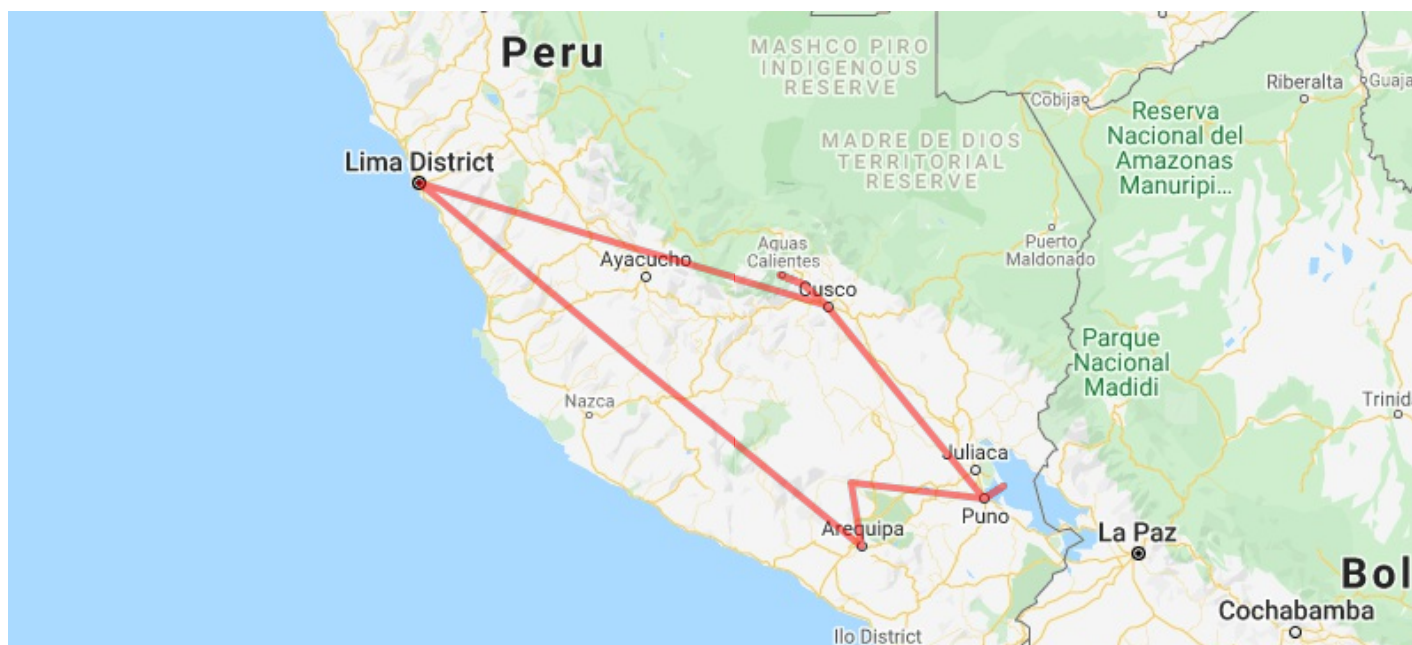 Peru
MASHCO PIRO
INDIGENOUS
RESERVE
Riberalta
Guaja
Cobija
Reserva
Nacional del
Amazonas
Manuripi...
MADRE DE DIOS
TERRITORIAL
RESERVE
Lima District
Puerto
Maldonado
Aguas
Calientes
Ayacucho
Cusco
Parque
Nacional
Madidi
Nazca
Trinid
Juliaca
Puno
Arequipa
La Paz
Bol
Cochabamba
Ilo District